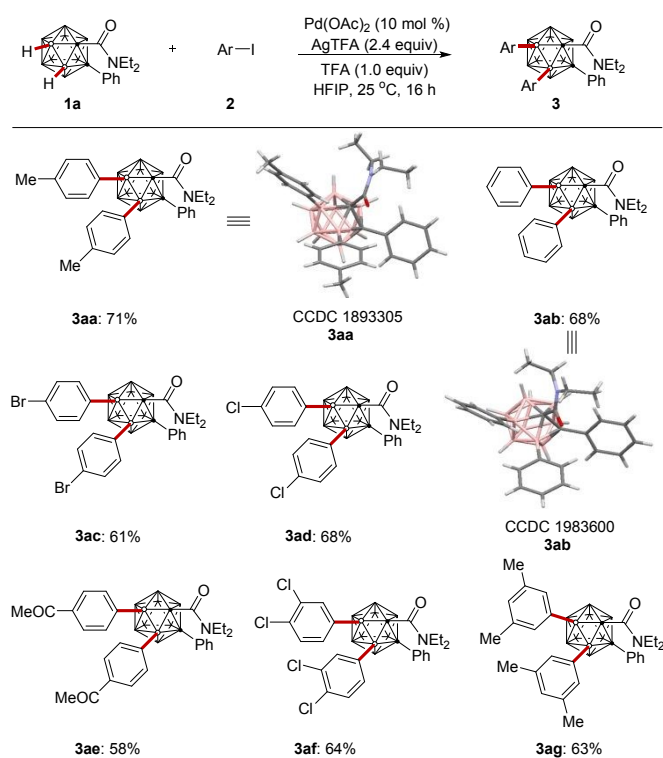 H
H
O
NEt2
Ph
1a
+
Ar–I
2
Pd(OAc)2 (10 mol %)
AgTFA (2.4 equiv)
TFA (1.0 equiv)
HFIP, 25 °C, 16 h
Ar
Ar
O
NEt2
Ph
3
Me
Me
O
NEt2
Ph
3aa: 71%
CCDC 1893305
3aa
O
NEt2
Ph
3ab: 68%
Br
Br
O
NEt2
Ph
3ac: 61%
Cl
Cl
O
NEt2
Ph
3ad: 68%
CCDC 1983600
3ab
MeOC
MeOC
O
NEt2
Ph
3ae: 58%
Cl
Cl
Cl
Cl
O
NEt2
Ph
3af: 64%
Me
Me
Me
Me
O
NEt2
Ph
3ag: 63%